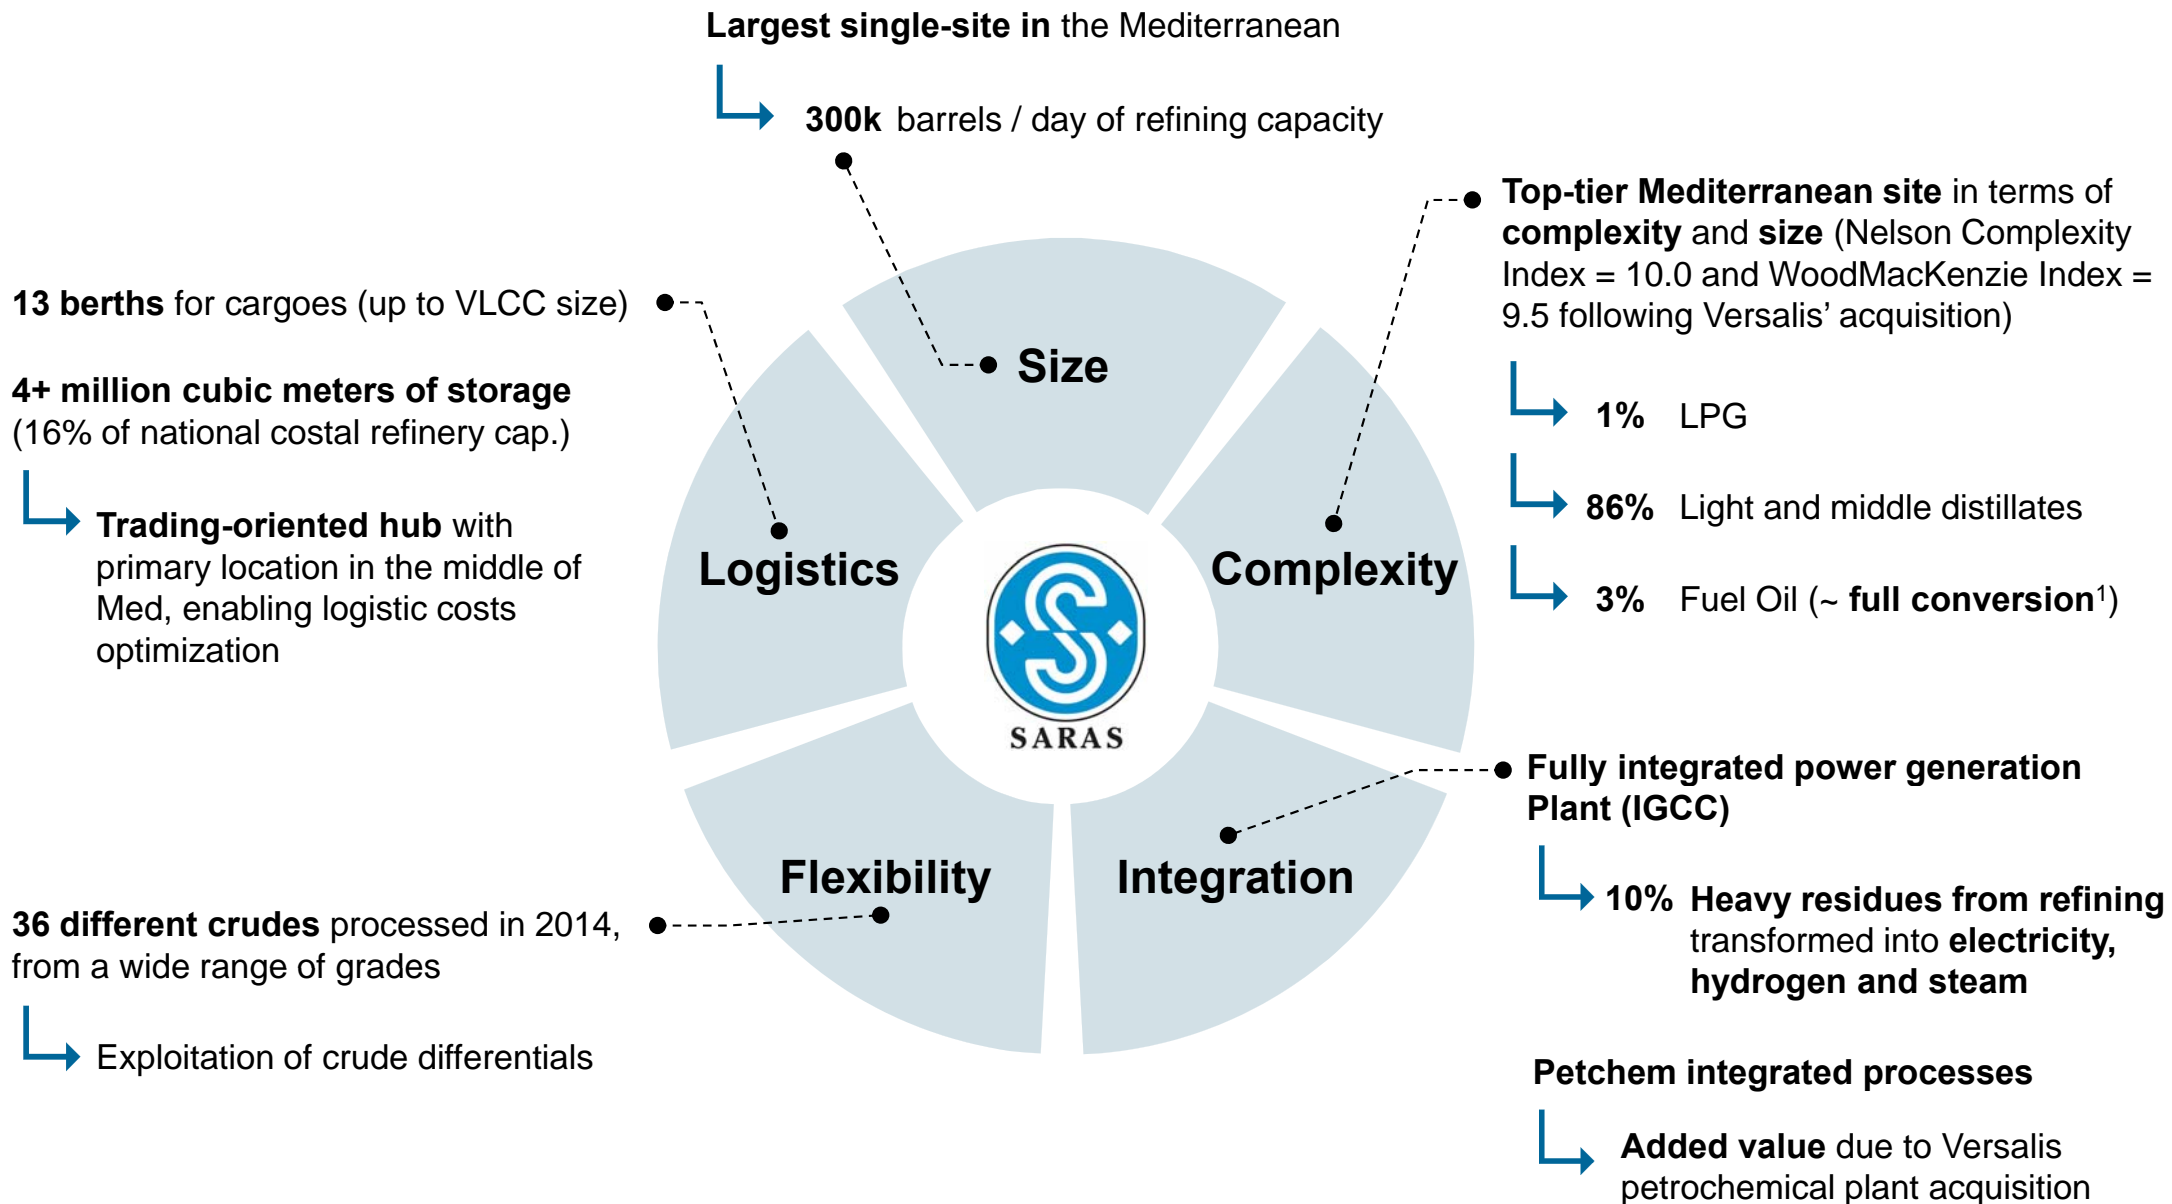 Largest single-site in the Mediterranean
300k barrels / day of refining capacity
Top-tier Mediterranean site in terms of
complexity and size (Nelson Complexity
Index = 10.0 and WoodMacKenzie Index =
9.5 following Versalis’ acquisition)
1% LPG
86% Light and middle distillates
3% Fuel Oil (~ full conversion¹)
13 berths for cargoes (up to VLCC size)
4+ million cubic meters of storage
(16% of national costal refinery cap.)
Trading-oriented hub with
primary location in the middle of
Med, enabling logistic costs
optimization
Size
Logistics
Complexity
SARAS
Flexibility
Integration
Fully integrated power generation
Plant (IGCC)
10% Heavy residues from refining
transformed into electricity,
hydrogen and steam
36 different crudes processed in 2014,
from a wide range of grades
Exploitation of crude differentials
Petchem integrated processes
Added value due to Versalis
petrochemical plant acquisition